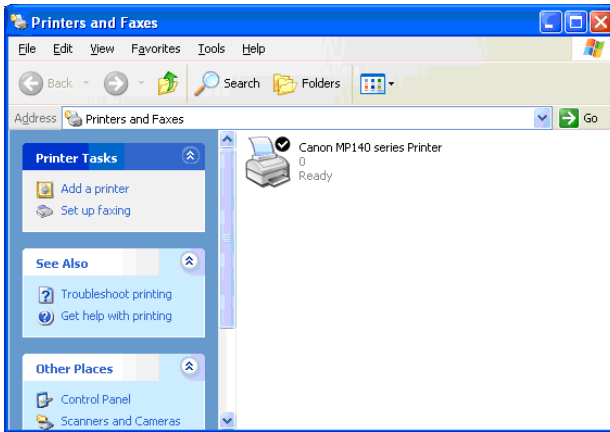 Printers and Faxes
File Edit View Favorites Tools Help
Back Search Folders
Address Printers and Faxes Go
Printer Tasks
Add a printer
Set up faxing
See Also
Troubleshoot printing
Get help with printing
Other Places
Control Panel
Scanners and Cameras
Canon MP140 series Printer
0
Ready